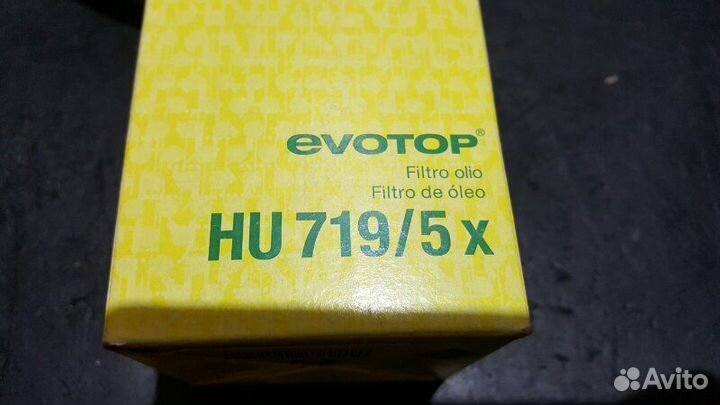 evotop®
Filtro olio
Filtro de óleo
HU 719/5 x
Avito